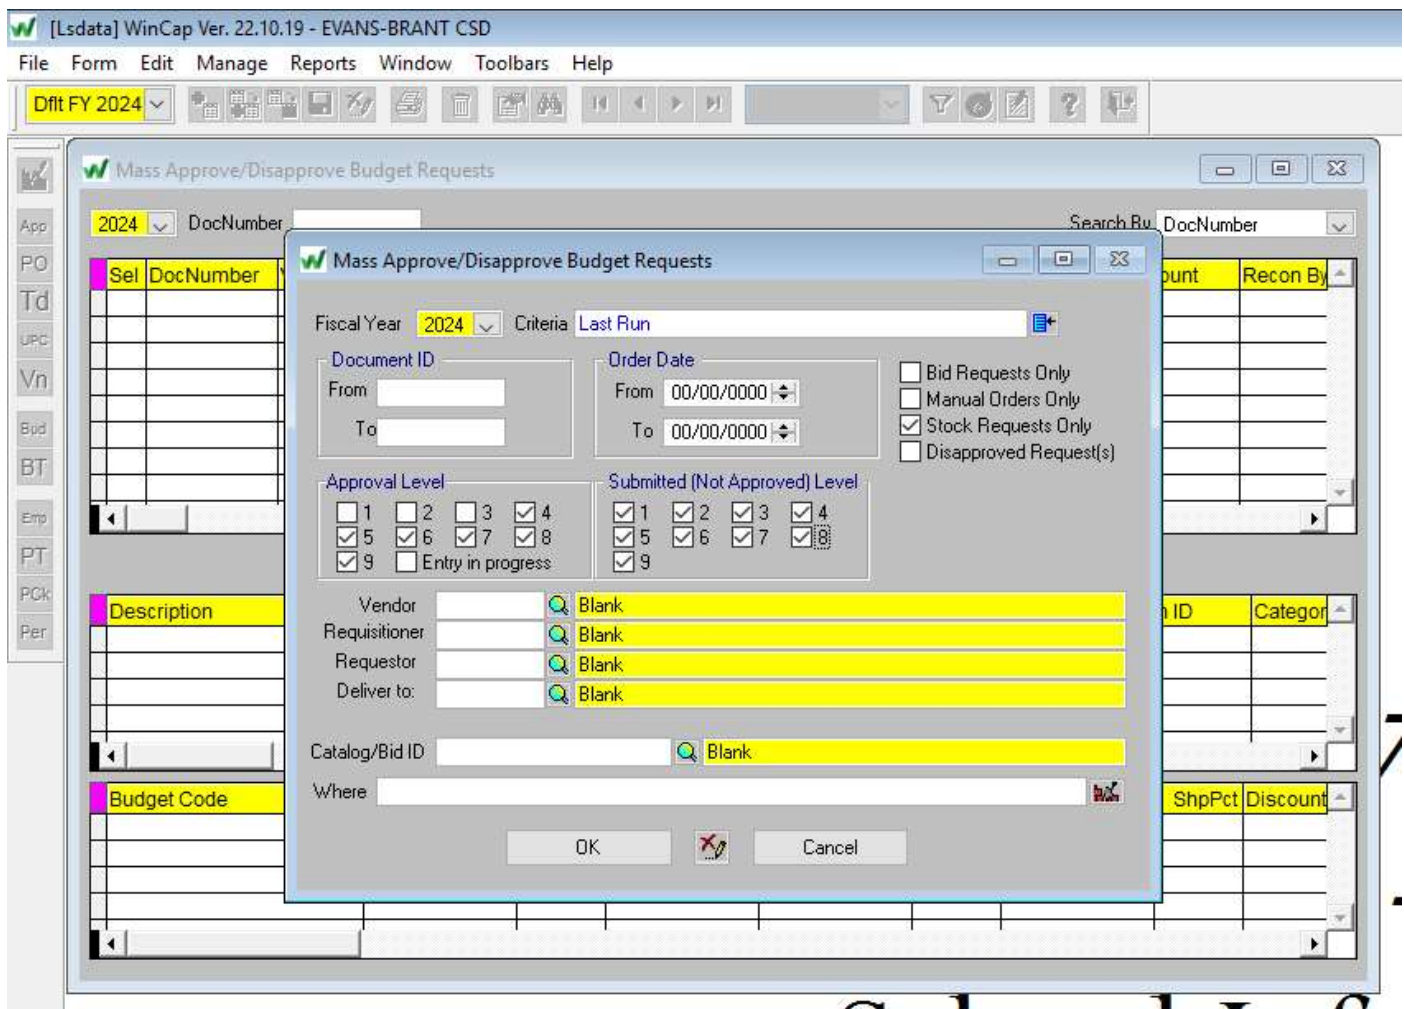 [Lsdata] WinCap Ver. 22.10.19 - EVANS-BRANT CSD
File Form Edit Manage Reports Window Toolbars Help
Dflt FY 2024
Mass Approve/Disapprove Budget Requests
App
PO
Td
UPC
Vn
Bud
BT
Emp
PT
PCk
Per
2024 DocNumber Search By DocNumber
Sel DocNumber Recon By
Mass Approve/Disapprove Budget Requests
Fiscal Year 2024 Criteria Last Run
Document ID
From
To
Order Date
From 00/00/0000
To 00/00/0000
Bid Requests Only
Manual Orders Only
Stock Requests Only
Disapproved Request(s)
Approval Level
1 2 3 4
5 6 7 8
9 Entry in progress
Submitted (Not Approved) Level
1 2 3 4
5 6 7 8
9
Vendor Blank
Requisitioner Blank
Requestor Blank
Deliver to: Blank
Catalog/Bid ID Blank
Where
OK Cancel
Description ID Categor
Budget Code ShpPct Discount